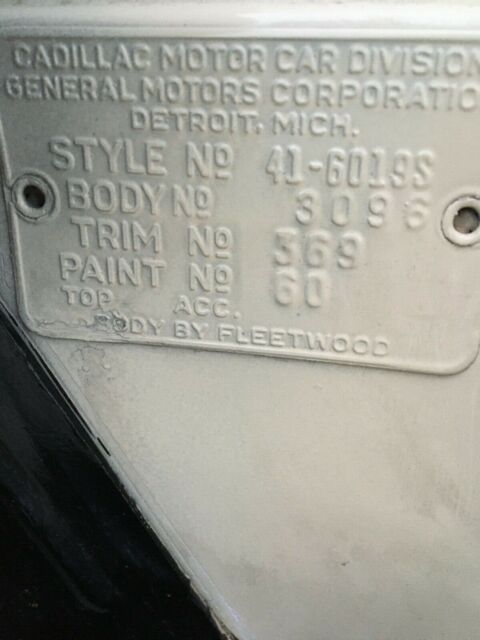 CADILLAC MOTOR CAR DIVISION
GENERAL MOTORS CORPORATIO
DETROIT, MICH.
STYLE Nº 41-6019S
BODY Nº 3096
TRIM Nº 369
PAINT Nº 60
TOP ACC.
BODY BY FLEETWOOD